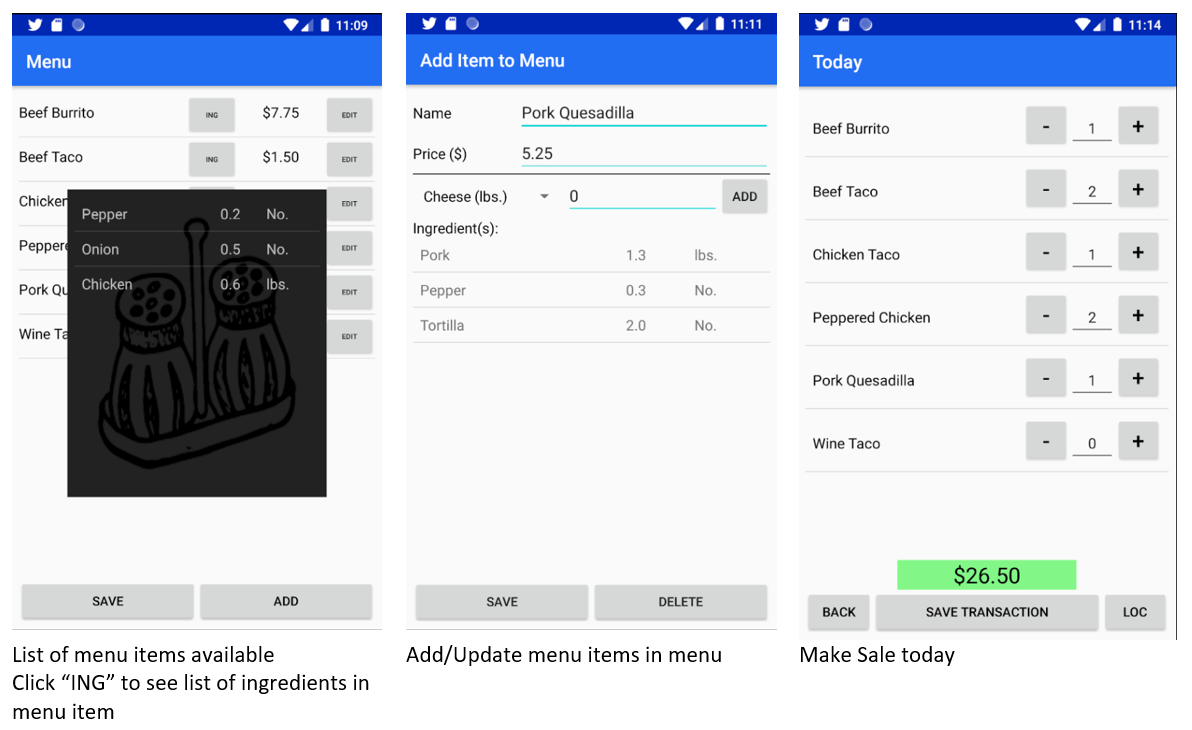 11:09
Menu
Beef Burrito ING $7.75 EDIT
Beef Taco ING $1.50 EDIT
Chicken EDIT
EDIT
EDIT
EDIT
Pepper 0.2 No.
Onion 0.5 No.
Chicken 0.6 lbs.
SAVE ADD
List of menu items available
Click “ING” to see list of ingredients in
menu item
11:11
Add Item to Menu
Name Pork Quesadilla
Price ($) 5.25
Cheese (lbs.) 0 ADD
Ingredient(s):
Pork 1.3 lbs.
Pepper 0.3 No.
Tortilla 2.0 No.
SAVE DELETE
Add/Update menu items in menu
11:14
Today
Beef Burrito - 1 +
Beef Taco - 2 +
Chicken Taco - 1 +
Peppered Chicken - 2 +
Pork Quesadilla - 1 +
Wine Taco - 0 +
$26.50
BACK SAVE TRANSACTION LOC
Make Sale today